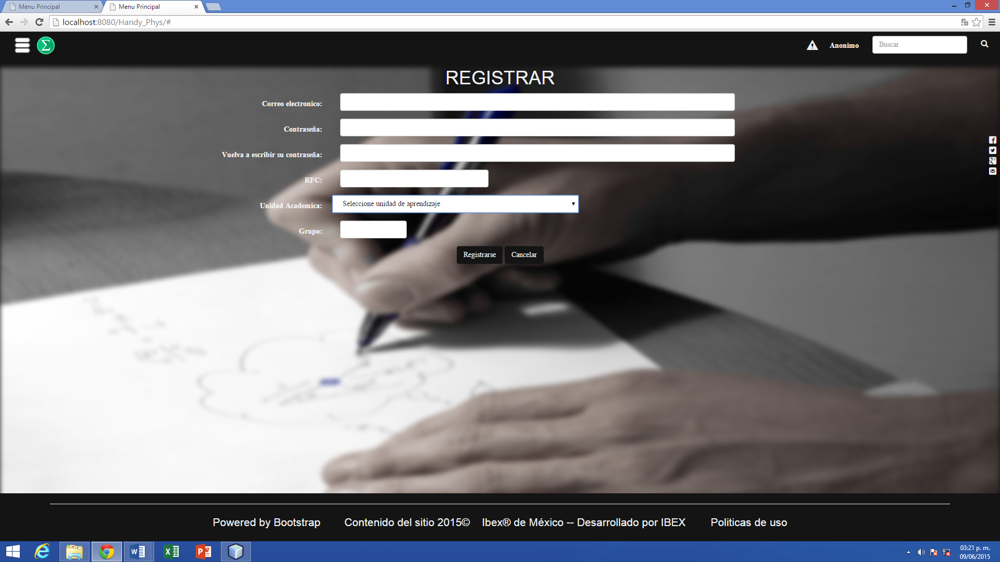 Menu Principal
Menu Principal
localhost:8080/Handy_Phys/#
Σ
Anonimo
Buscar
REGISTRAR
Correo electronico:
Contraseña:
Vuelva a escribir su contraseña:
RFC:
Unidad Academica:
Seleccione unidad de aprendizaje
Grupo:
Registrarse
Cancelar
Powered by Bootstrap
Contenido del sitio 2015©
Ibex® de México -- Desarrollado por IBEX
Politicas de uso
03:21 p. m.
09/06/2015